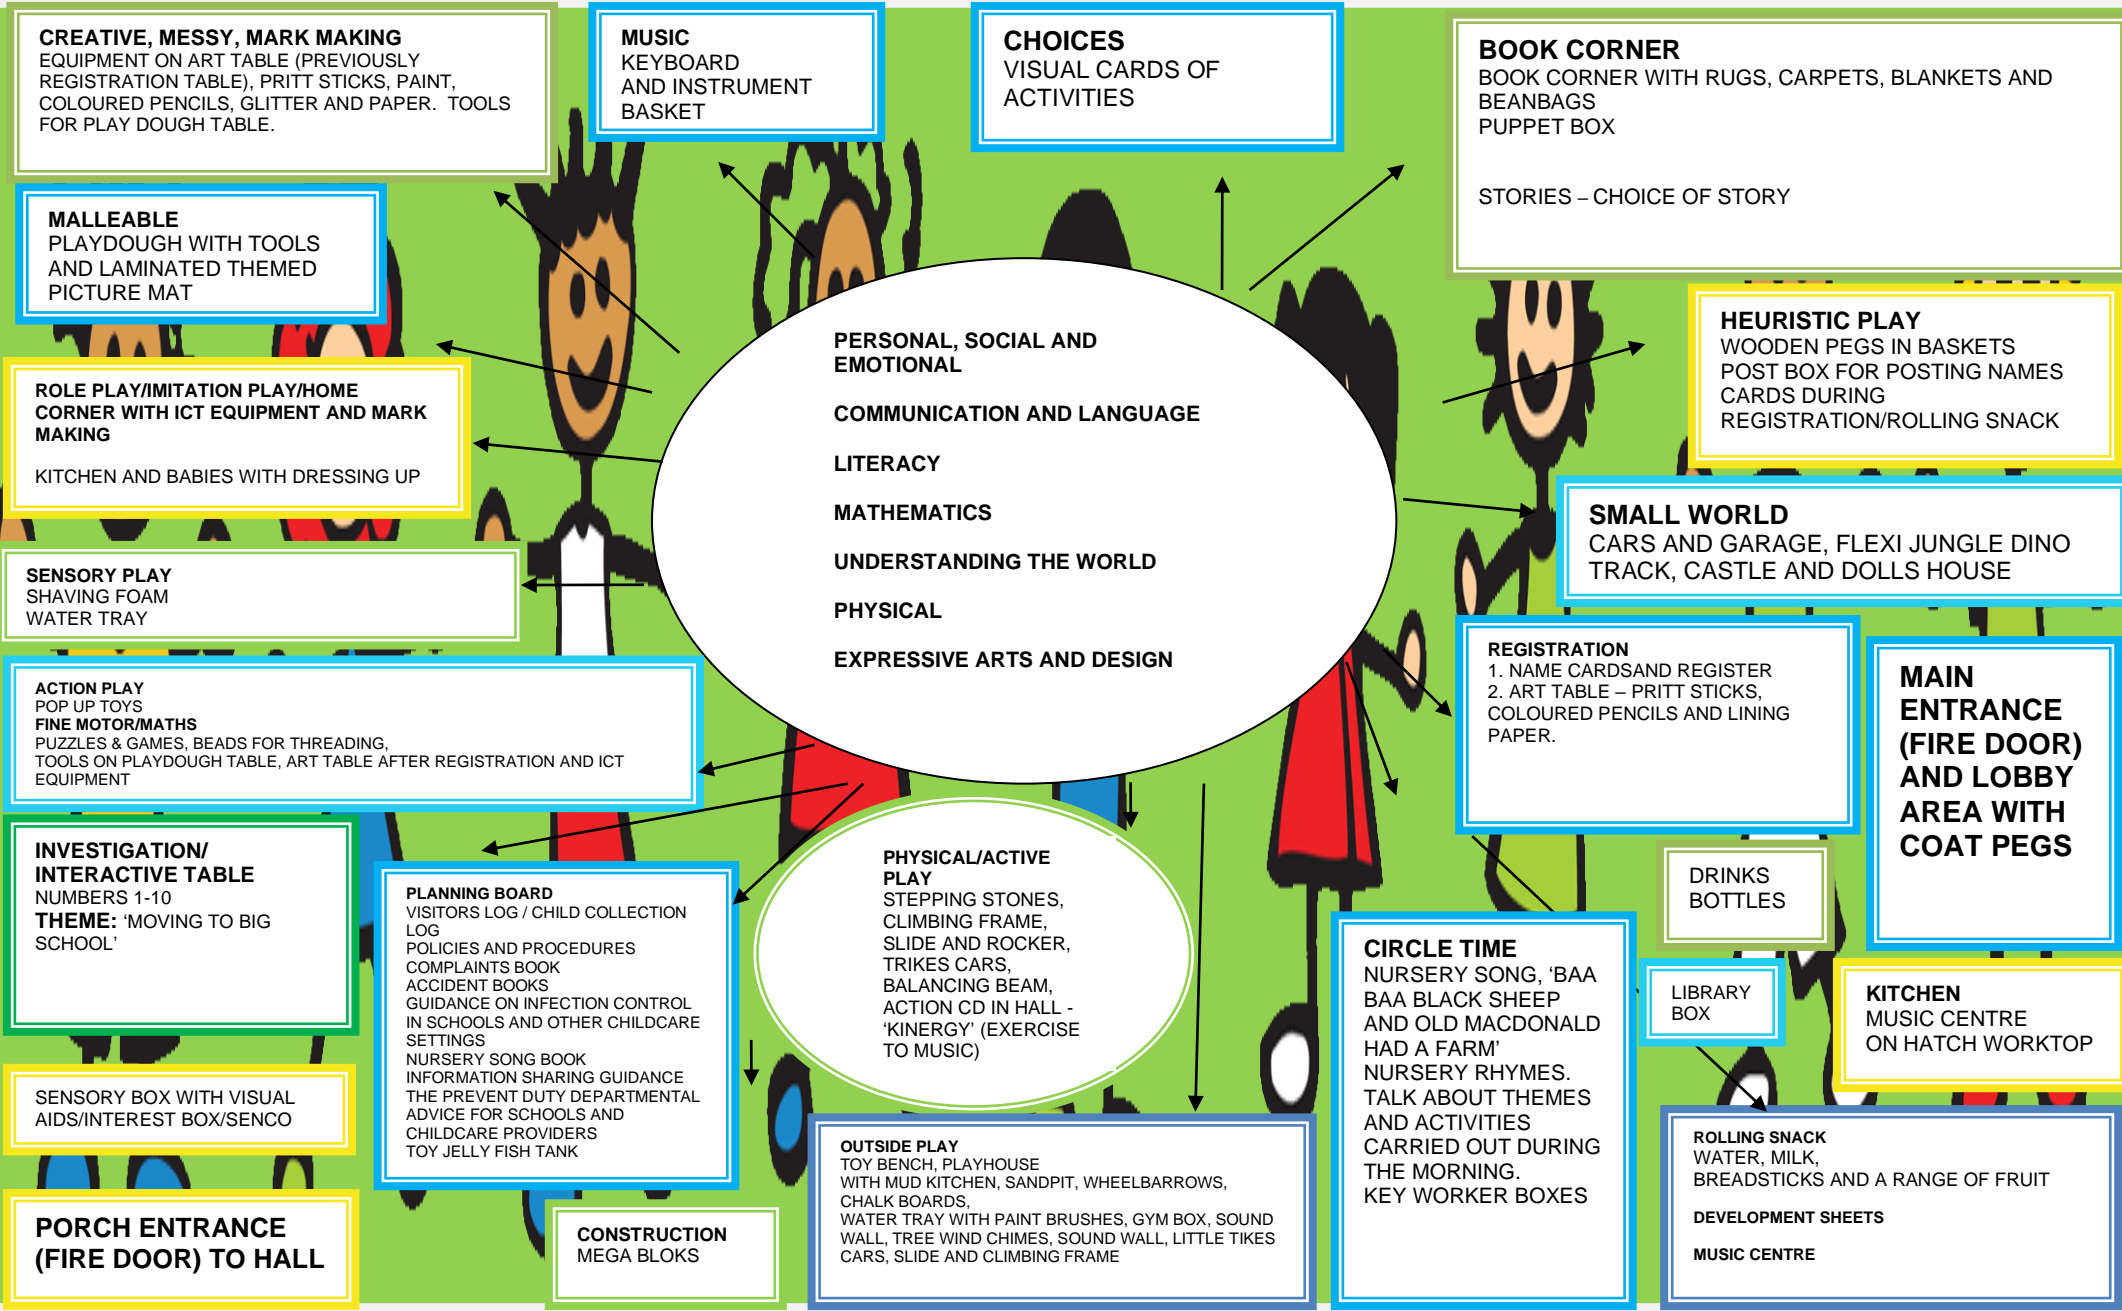 CREATIVE, MESSY, MARK MAKING
EQUIPMENT ON ART TABLE (PREVIOUSLY
REGISTRATION TABLE), PRITT STICKS, PAINT,
COLOURED PENCILS, GLITTER AND PAPER.  TOOLS
FOR PLAY DOUGH TABLE.
MUSIC
KEYBOARD
AND INSTRUMENT
BASKET
CHOICES
VISUAL CARDS OF
ACTIVITIES
BOOK CORNER
BOOK CORNER WITH RUGS, CARPETS, BLANKETS AND
BEANBAGS
PUPPET BOX
STORIES – CHOICE OF STORY
MALLEABLE
PLAYDOUGH WITH TOOLS
AND LAMINATED THEMED
PICTURE MAT
HEURISTIC PLAY
WOODEN PEGS IN BASKETS
POST BOX FOR POSTING NAMES
CARDS DURING
REGISTRATION/ROLLING SNACK
PERSONAL, SOCIAL AND
EMOTIONAL
COMMUNICATION AND LANGUAGE
LITERACY
MATHEMATICS
UNDERSTANDING THE WORLD
PHYSICAL
EXPRESSIVE ARTS AND DESIGN
ROLE PLAY/IMITATION PLAY/HOME
CORNER WITH ICT EQUIPMENT AND MARK
MAKING
KITCHEN AND BABIES WITH DRESSING UP
SMALL WORLD
CARS AND GARAGE, FLEXI JUNGLE DINO
TRACK, CASTLE AND DOLLS HOUSE
SENSORY PLAY
SHAVING FOAM
WATER TRAY
REGISTRATION
1. NAME CARDSAND REGISTER
2. ART TABLE – PRITT STICKS,
COLOURED PENCILS AND LINING
PAPER.
MAIN
ENTRANCE
(FIRE DOOR)
AND LOBBY
AREA WITH
COAT PEGS
ACTION PLAY
POP UP TOYS
FINE MOTOR/MATHS
PUZZLES & GAMES, BEADS FOR THREADING,
TOOLS ON PLAYDOUGH TABLE, ART TABLE AFTER REGISTRATION AND ICT
EQUIPMENT
INVESTIGATION/
INTERACTIVE TABLE
NUMBERS 1-10
THEME: ‘MOVING TO BIG
SCHOOL’
PLANNING BOARD
VISITORS LOG / CHILD COLLECTION
LOG
POLICIES AND PROCEDURES
COMPLAINTS BOOK
ACCIDENT BOOKS
GUIDANCE ON INFECTION CONTROL
IN SCHOOLS AND OTHER CHILDCARE
SETTINGS
NURSERY SONG BOOK
INFORMATION SHARING GUIDANCE
THE PREVENT DUTY DEPARTMENTAL
ADVICE FOR SCHOOLS AND
CHILDCARE PROVIDERS
TOY JELLY FISH TANK
PHYSICAL/ACTIVE
PLAY
STEPPING STONES,
CLIMBING FRAME,
SLIDE AND ROCKER,
TRIKES CARS,
BALANCING BEAM,
ACTION CD IN HALL -
‘KINERGY’ (EXERCISE
TO MUSIC)
DRINKS
BOTTLES
CIRCLE TIME
NURSERY SONG, ‘BAA
BAA BLACK SHEEP
AND OLD MACDONALD
HAD A FARM’
NURSERY RHYMES.
TALK ABOUT THEMES
AND ACTIVITIES
CARRIED OUT DURING
THE MORNING.
KEY WORKER BOXES
LIBRARY
BOX
KITCHEN
MUSIC CENTRE
ON HATCH WORKTOP
SENSORY BOX WITH VISUAL
AIDS/INTEREST BOX/SENCO
OUTSIDE PLAY
TOY BENCH, PLAYHOUSE
WITH MUD KITCHEN, SANDPIT, WHEELBARROWS,
CHALK BOARDS,
WATER TRAY WITH PAINT BRUSHES, GYM BOX, SOUND
WALL, TREE WIND CHIMES, SOUND WALL, LITTLE TIKES
CARS, SLIDE AND CLIMBING FRAME
ROLLING SNACK
WATER, MILK,
BREADSTICKS AND A RANGE OF FRUIT
DEVELOPMENT SHEETS
MUSIC CENTRE
PORCH ENTRANCE
(FIRE DOOR) TO HALL
CONSTRUCTION
MEGA BLOKS